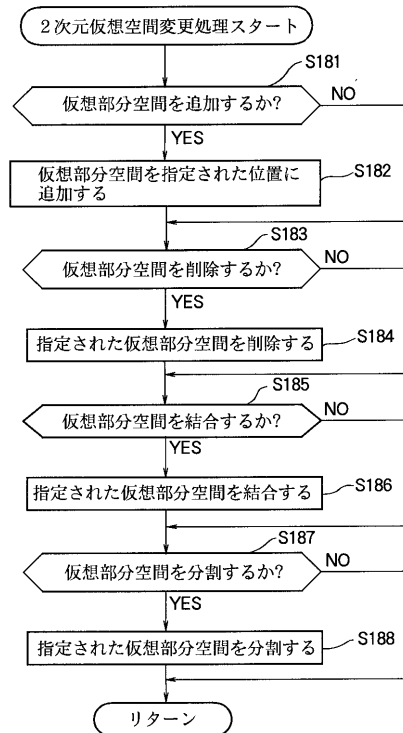 2次元仮想空間変更処理スタート
S181
仮想部分空間を追加するか?
NO
YES
仮想部分空間を指定された位置に
追加する
S182
S183
仮想部分空間を削除するか?
NO
YES
指定された仮想部分空間を削除する
S184
S185
仮想部分空間を結合するか?
NO
YES
指定された仮想部分空間を結合する
S186
S187
仮想部分空間を分割するか?
NO
YES
指定された仮想部分空間を分割する
S188
リターン